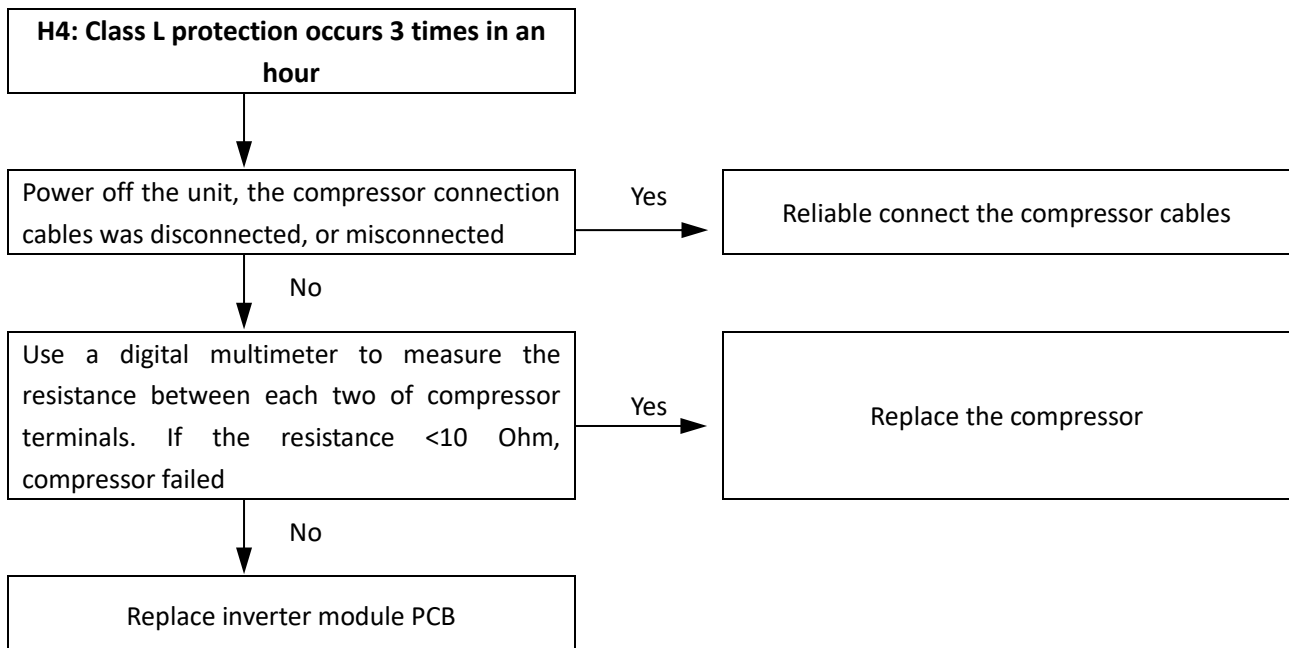 H4: Class L protection occurs 3 times in an
hour
Power off the unit, the compressor connection
cables was disconnected, or misconnected
Yes
Reliable connect the compressor cables
No
Use a digital multimeter to measure the
resistance between each two of compressor
terminals. If the resistance <10 Ohm,
compressor failed
Yes
Replace the compressor
No
Replace inverter module PCB